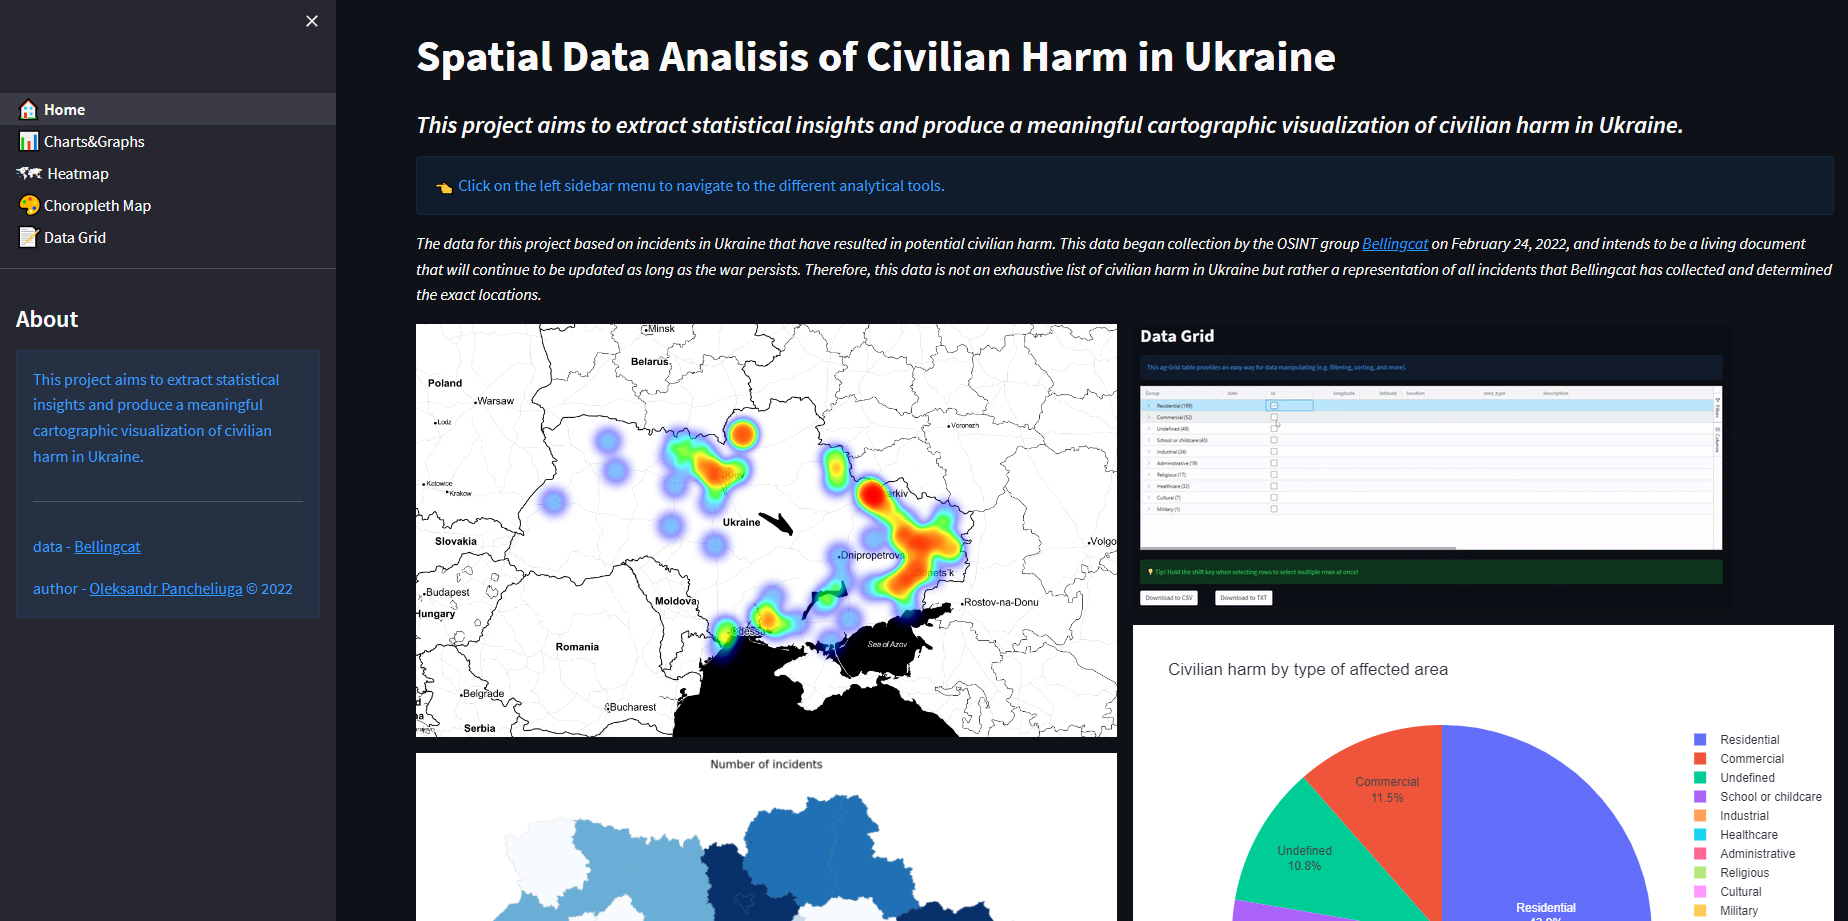 Home
Charts&Graphs
Heatmap
Choropleth Map
Data Grid
About
This project aims to extract statistical
insights and produce a meaningful
cartographic visualization of civilian
harm in Ukraine.
data - Bellingcat
author - Oleksandr Pancheliuga © 2022
Spatial Data Analisis of Civilian Harm in Ukraine
This project aims to extract statistical insights and produce a meaningful cartographic visualization of civilian harm in Ukraine.
Click on the left sidebar menu to navigate to the different analytical tools.
The data for this project based on incidents in Ukraine that have resulted in potential civilian harm. This data began collection by the OSINT group Bellingcat on February 24, 2022, and intends to be a living document
that will continue to be updated as long as the war persists. Therefore, this data is not an exhaustive list of civilian harm in Ukraine but rather a representation of all incidents that Bellingcat has collected and determined
the exact locations.
Minsk
Belarus
Poland
Warsaw
Lodz
Voronezh
Kiev
Katowice
Krakow
rkiv
Ukraine
Slovakia
Volgo
Dnipropetrovs
Donets'k
Budapest
Hungary
Moldova
Rostov-na-Donu
Odessa
Sea of Azov
Romania
Belgrade
Bucharest
Serbia
Number of incidents
Data Grid
This ag-Grid table provides an easy way for data manipulating (e.g. filtering, sorting, and more).
Group date id longitude latitude location area_type description
Residential (199)
Commercial (52)
Undefined (49)
School or childcare (43)
Industrial (34)
Administrative (19)
Religious (17)
Healthcare (32)
Cultural (7)
Military (1)
Filters
Columns
Tip! Hold the shift key when selecting rows to select multiple rows at once!
Download to CSV Download to TXT
Civilian harm by type of affected area
Commercial
11.5%
Undefined
10.8%
Residential
Residential
Commercial
Undefined
School or childcare
Industrial
Healthcare
Administrative
Religious
Cultural
Military